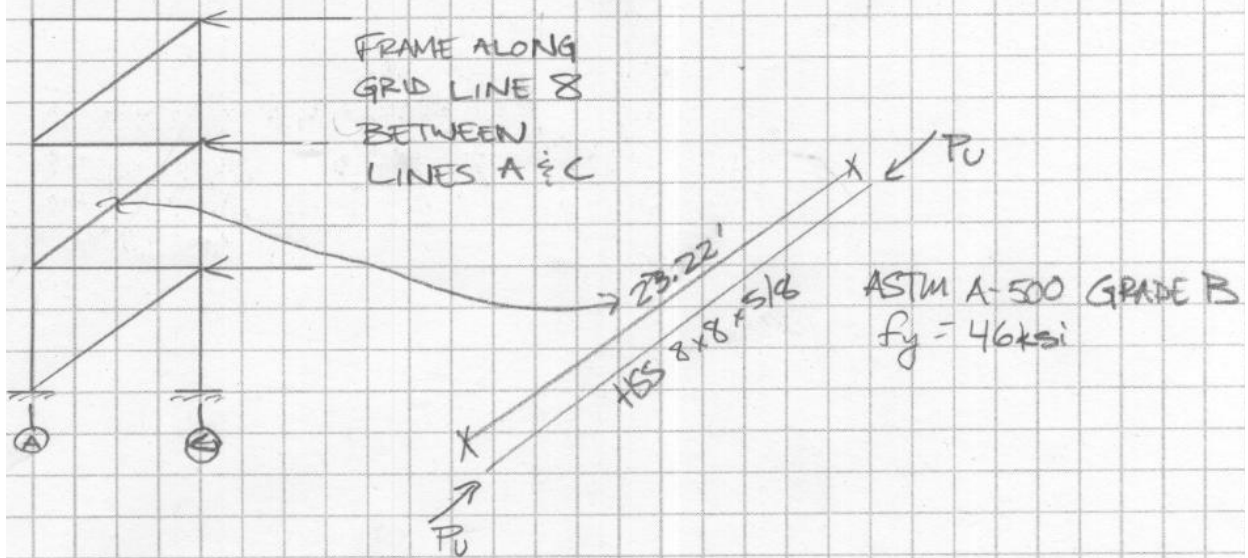 FRAME ALONG
GRID LINE 8
BETWEEN
LINES A & C
PU
23.22'
HSS 8x8x5/8
ASTM A-500 GRADE B
fy = 46ksi
A
C
PU